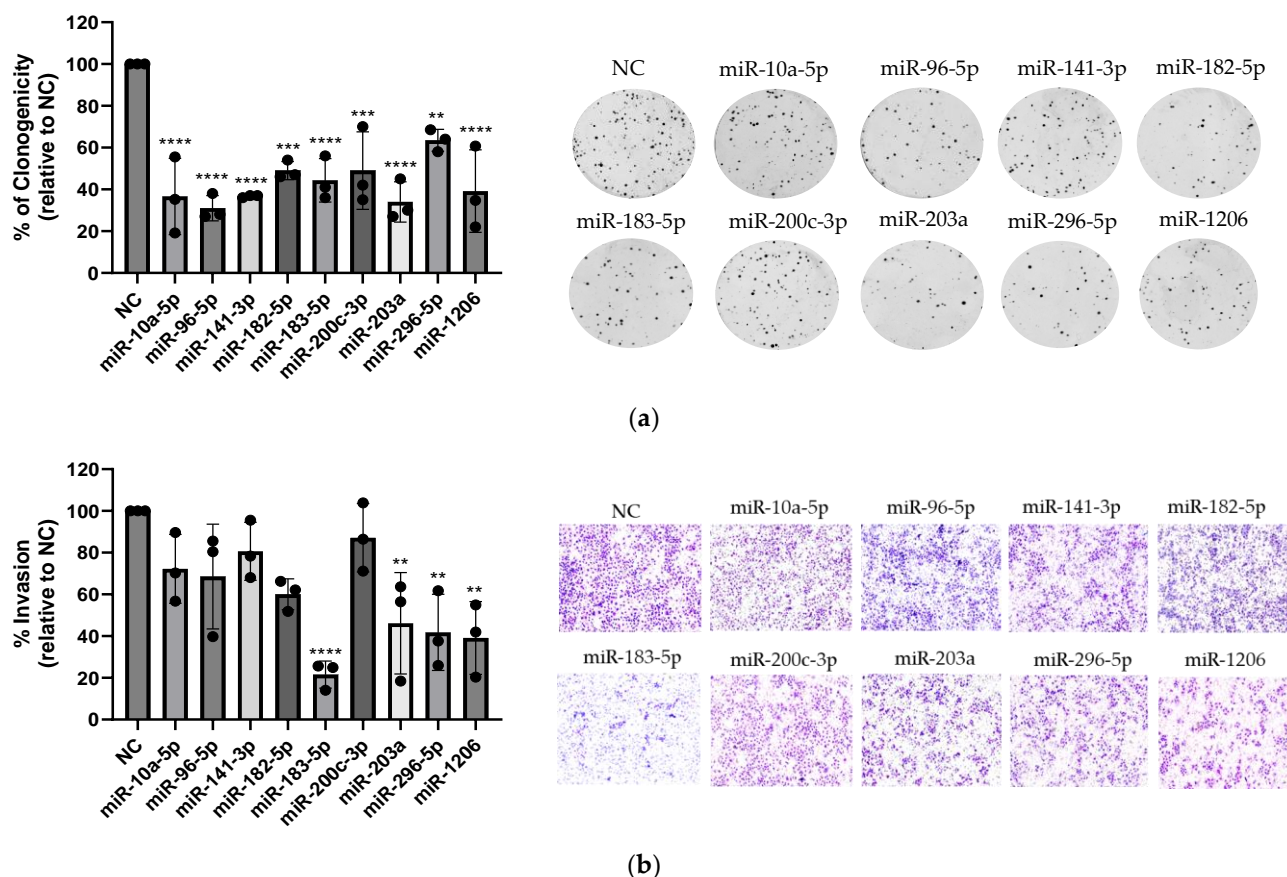 % of Clonogenicity
(relative to NC)
120
100
80
60
40
20
0
****
****
****
***
****
***
****
**
****
NC
miR-10a-5p
miR-96-5p
miR-141-3p
miR-182-5p
miR-183-5p
miR-200c-3p
miR-203a
miR-296-5p
miR-1206
NC miR-10a-5p miR-96-5p miR-141-3p miR-182-5p
miR-183-5p miR-200c-3p miR-203a miR-296-5p miR-1206
(a)
% Invasion
(relative to NC)
120
100
80
60
40
20
0
****
**
**
**
NC
miR-10a-5p
miR-96-5p
miR-141-3p
miR-182-5p
miR-183-5p
miR-200c-3p
miR-203a
miR-296-5p
miR-1206
NC miR-10a-5p miR-96-5p miR-141-3p miR-182-5p
miR-183-5p miR-200c-3p miR-203a miR-296-5p miR-1206
(b)